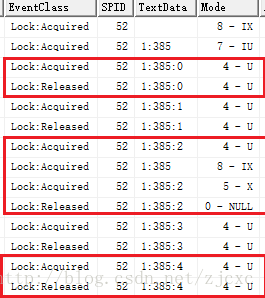 EventClass SPID TextData Mode
Lock:Acquired 52 8 - IX
Lock:Acquired 52 1:385 7 - IU
Lock:Acquired 52 1:385:0 4 - U
Lock:Released 52 1:385:0 4 - U
Lock:Acquired 52 1:385:1 4 - U
Lock:Released 52 1:385:1 4 - U
Lock:Acquired 52 1:385:2 4 - U
Lock:Acquired 52 1:385 8 - IX
Lock:Acquired 52 1:385:2 5 - X
Lock:Released 52 1:385:2 0 - NULL
Lock:Acquired 52 1:385:3 4 - U
Lock:Released 52 1:385:3 4 - U
Lock:Acquired 52 1:385:4 4 - U
Lock:Released 52 1:385:4 4 - U
http://blog.csdn.net/zjcxc